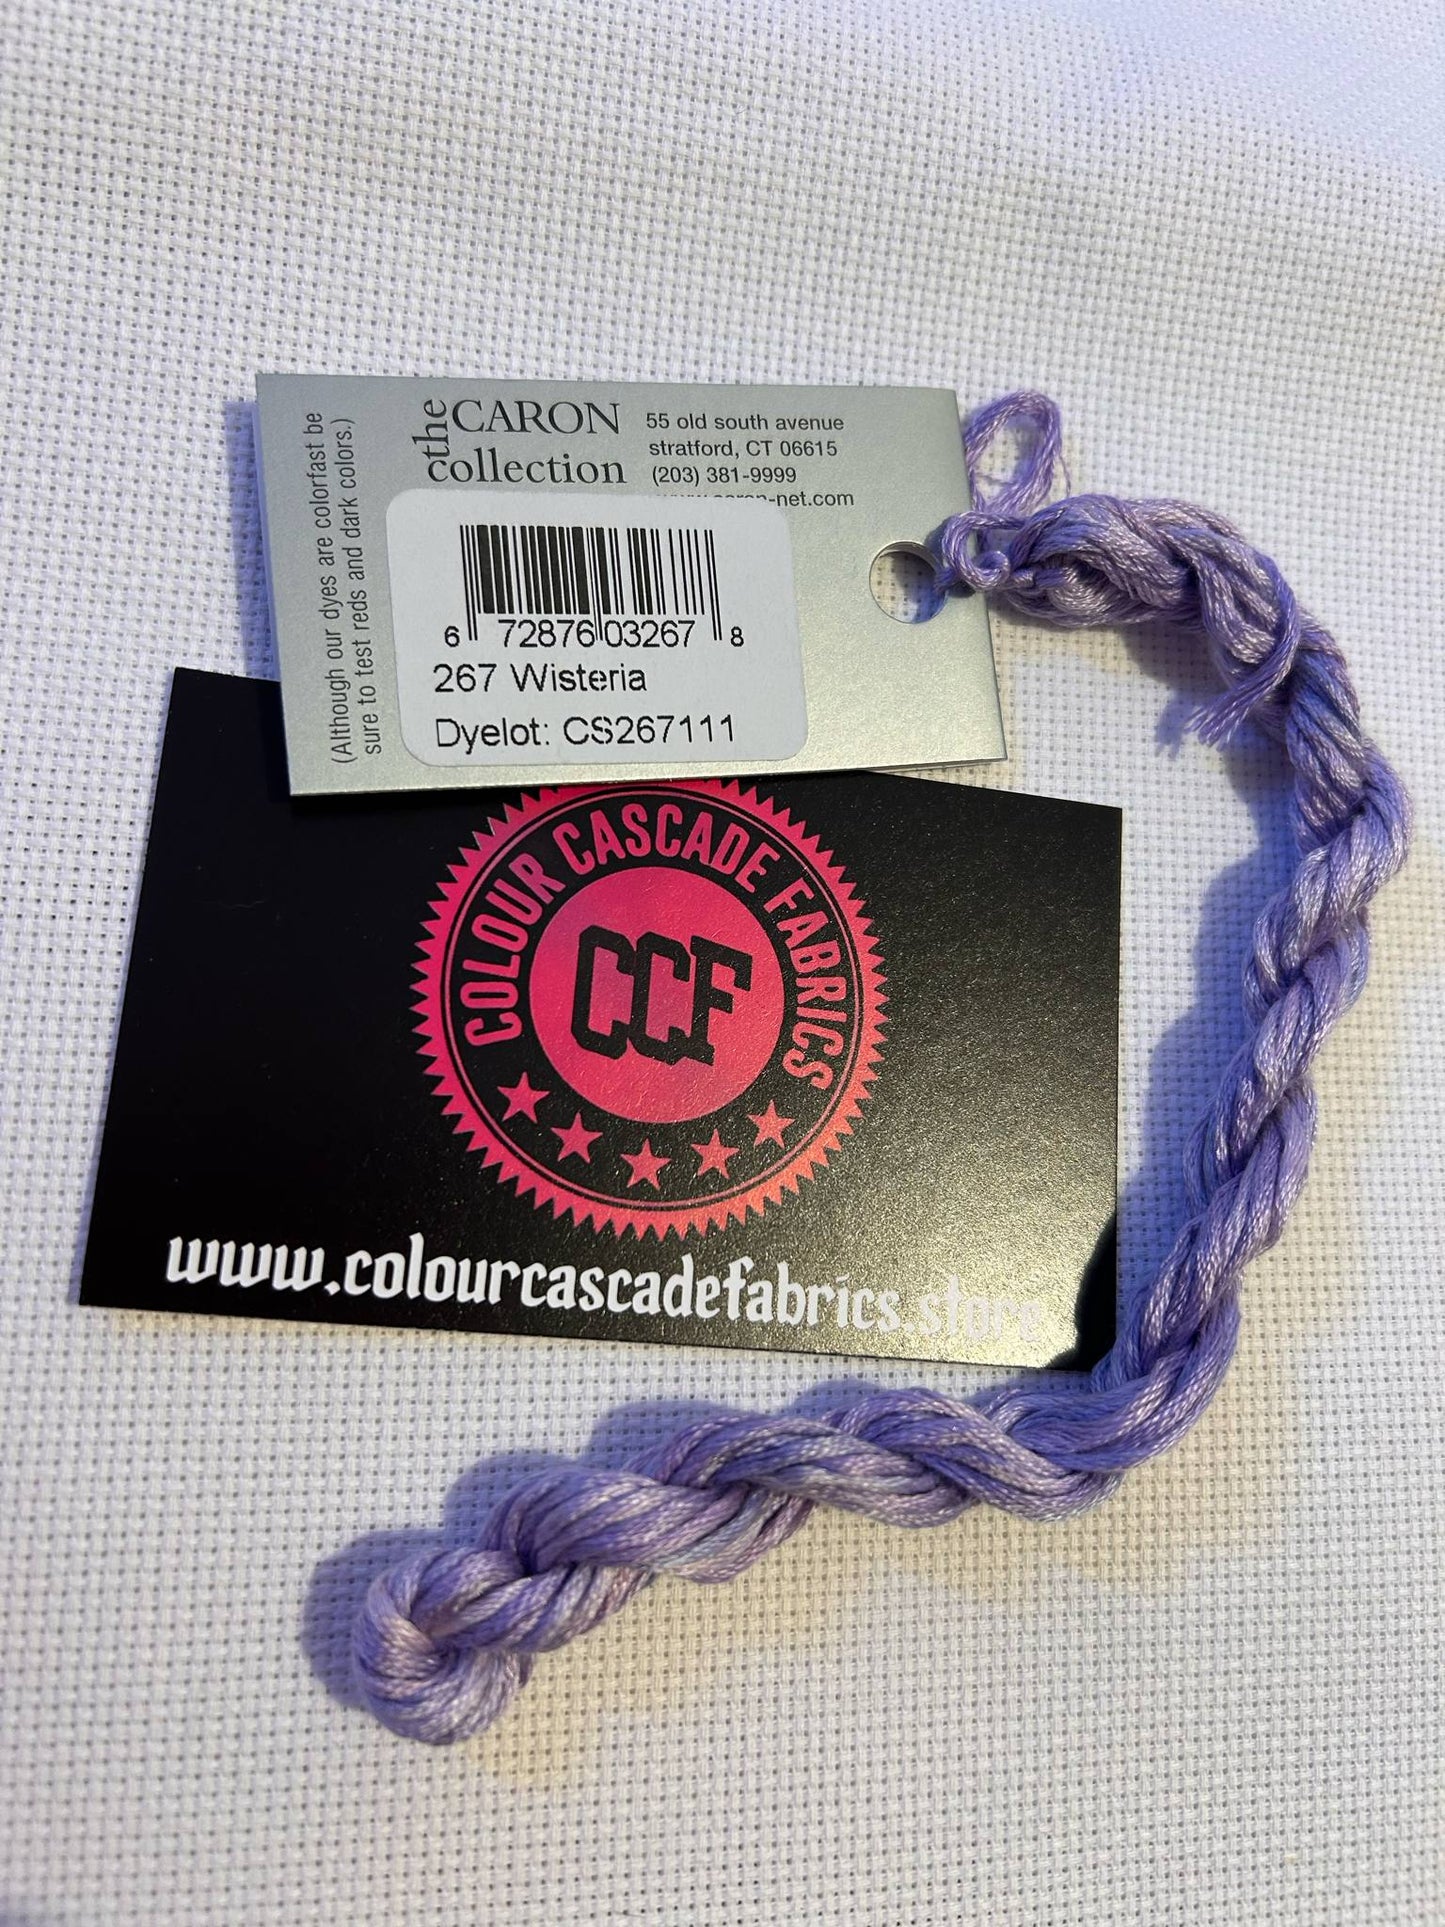 (Although our dyes are colorfast be
sure to test reds and dark colors.)
the CARON
collection
55 old south avenue
stratford, CT 06615
(203) 381-9999
-net.com
6 72876 03267 8
267 Wisteria
Dyelot: CS267111
COLOUR CASCADE FABRICS
CCF
www.colourcascadefabrics.store